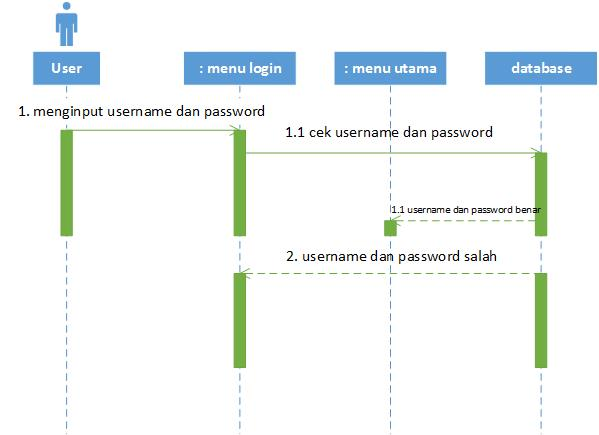 User
: menu login
: menu utama
database
1. menginput username dan password
1.1 cek username dan password
1.1 username dan password benar
2. username dan password salah